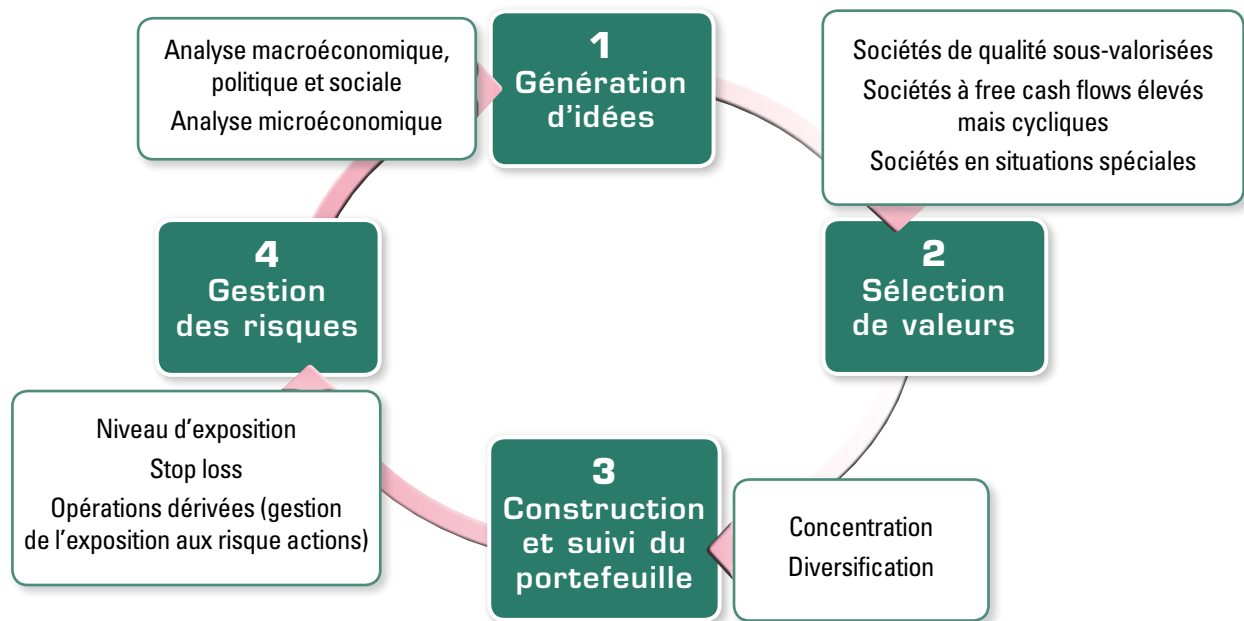 Analyse macroéconomique,
politique et sociale
Analyse microéconomique
1
Génération
d'idées
Sociétés de qualité sous-valorisées
Sociétés à free cash flows élevés
mais cycliques
Sociétés en situations spéciales
2
Sélection
de valeurs
Concentration
Diversification
3
Construction
et suivi du
portefeuille
Niveau d'exposition
Stop loss
Opérations dérivées (gestion
de l'exposition aux risque actions)
4
Gestion
des risques